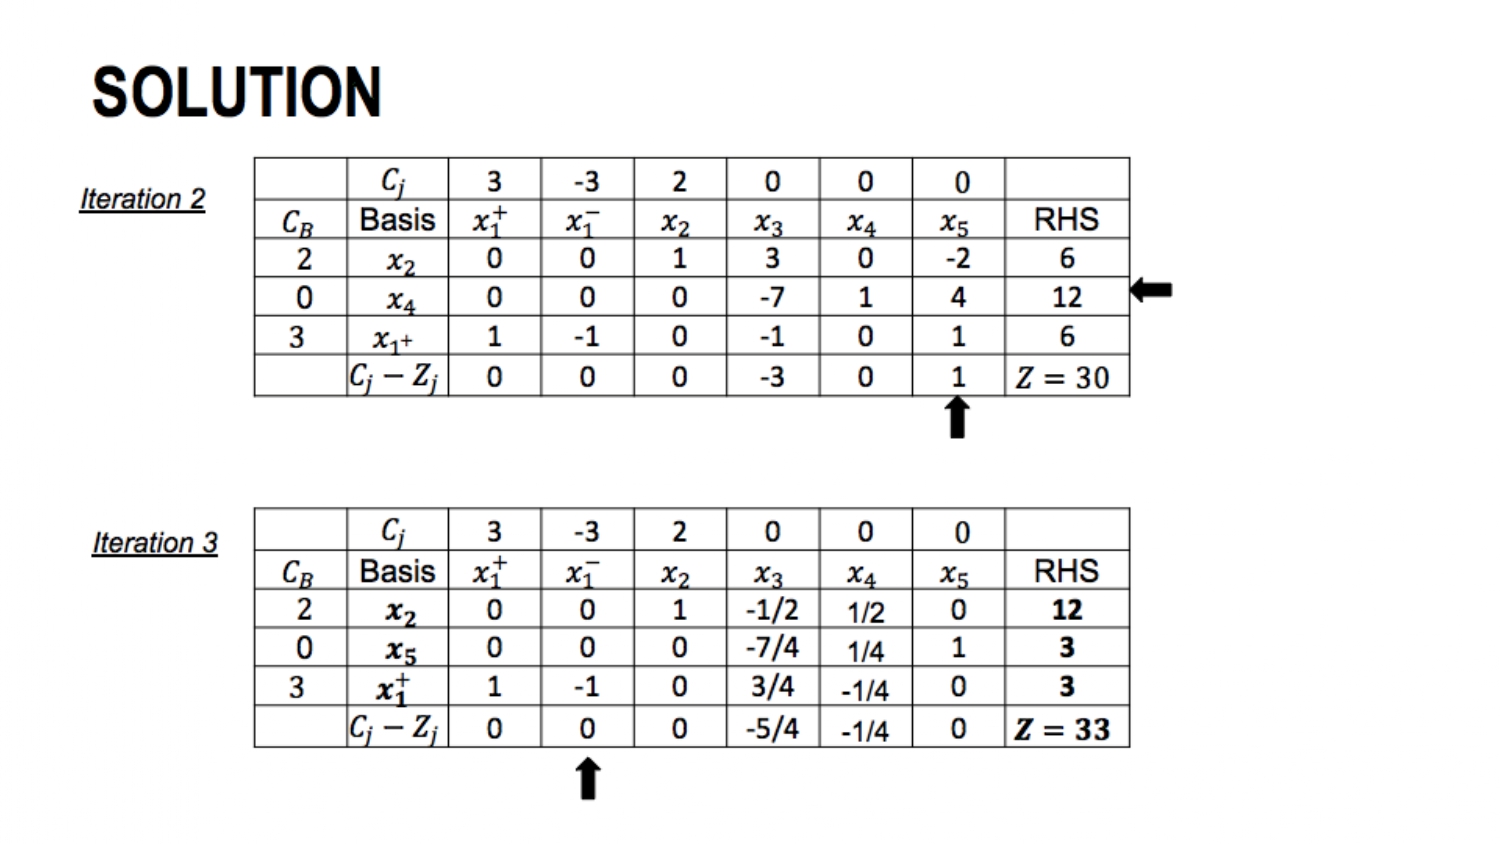 SOLUTION
Iteration 2
C_j 3 -3 2 0 0 0
C_B Basis x_1^+ x_1^- x_2 x_3 x_4 x_5 RHS
2 x_2 0 0 1 3 0 -2 6
0 x_4 0 0 0 -7 1 4 12
3 x_1+ 1 -1 0 -1 0 1 6
C_j − Z_j 0 0 0 -3 0 1 Z = 30
Iteration 3
C_j 3 -3 2 0 0 0
C_B Basis x_1^+ x_1^- x_2 x_3 x_4 x_5 RHS
2 x_2 0 0 1 -1/2 1/2 0 12
0 x_5 0 0 0 -7/4 1/4 1 3
3 x_1^+ 1 -1 0 3/4 -1/4 0 3
C_j − Z_j 0 0 0 -5/4 -1/4 0 Z = 33